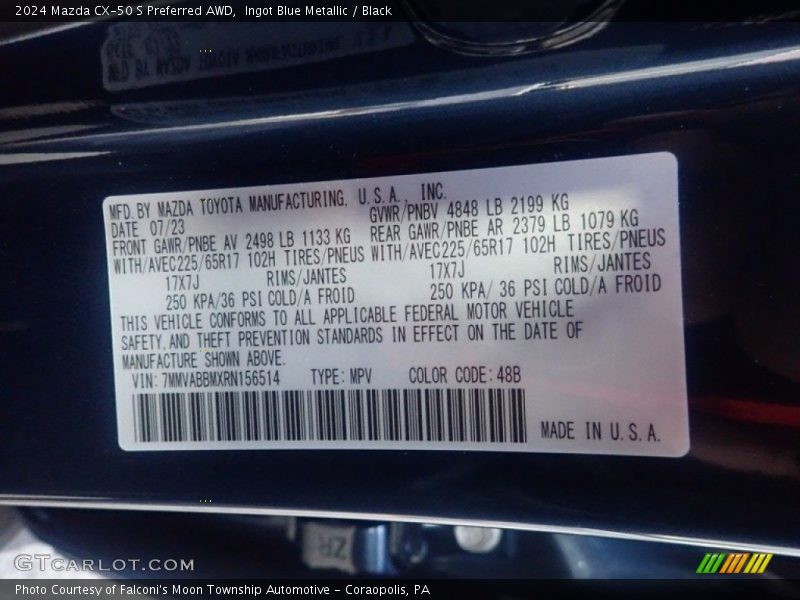 2024 Mazda CX-50 S Preferred AWD,  Ingot Blue Metallic / Black
MFD. BY MAZDA TOYOTA MANUFACTURING, U.S.A., INC.
DATE 07/23 GVWR/PNBV 4848 LB 2199 KG
FRONT GAWR/PNBE AV 2498 LB 1133 KG REAR GAWR/PNBE AR 2379 LB 1079 KG
WITH/AVEC225/65R17 102H TIRES/PNEUS WITH/AVEC225/65R17 102H TIRES/PNEUS
17X7J RIMS/JANTES 17X7J RIMS/JANTES
250 KPA/36 PSI COLD/A FROID 250 KPA/ 36 PSI COLD/A FROID
THIS VEHICLE CONFORMS TO ALL APPLICABLE FEDERAL MOTOR VEHICLE
SAFETY, AND THEFT PREVENTION STANDARDS IN EFFECT ON THE DATE OF
MANUFACTURE SHOWN ABOVE.
VIN: 7MMVABBMXRN156514 TYPE: MPV COLOR CODE: 48B
MADE IN U.S.A.
ZR
GTCARLOT.COM
Photo Courtesy of Falconi's Moon Township Automotive - Coraopolis, PA